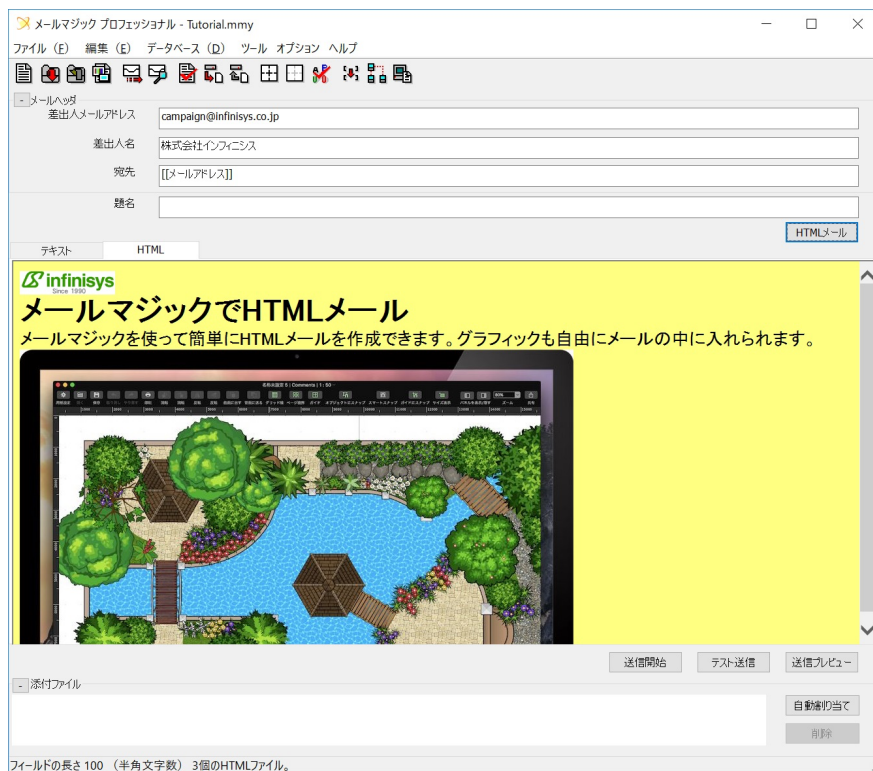 メールマジック プロフェッショナル - Tutorial.mmy
ファイル (F) 編集 (E) データベース (D) ツール オプション ヘルプ
- メールヘッダ
差出人メールアドレス campaign@infinisys.co.jp
差出人名 株式会社インフィニシス
宛先 [[メールアドレス]]
題名
HTMLメール
テキスト HTML
infinisys
Since 1990
メールマジックでHTMLメール
メールマジックを使って簡単にHTMLメールを作成できます。グラフィックも自由にメールの中に入れられます。
送信開始 テスト送信 送信プレビュー
- 添付ファイル
自動割り当て
削除
フィールドの長さ 100 (半角文字数) 3個のHTMLファイル。